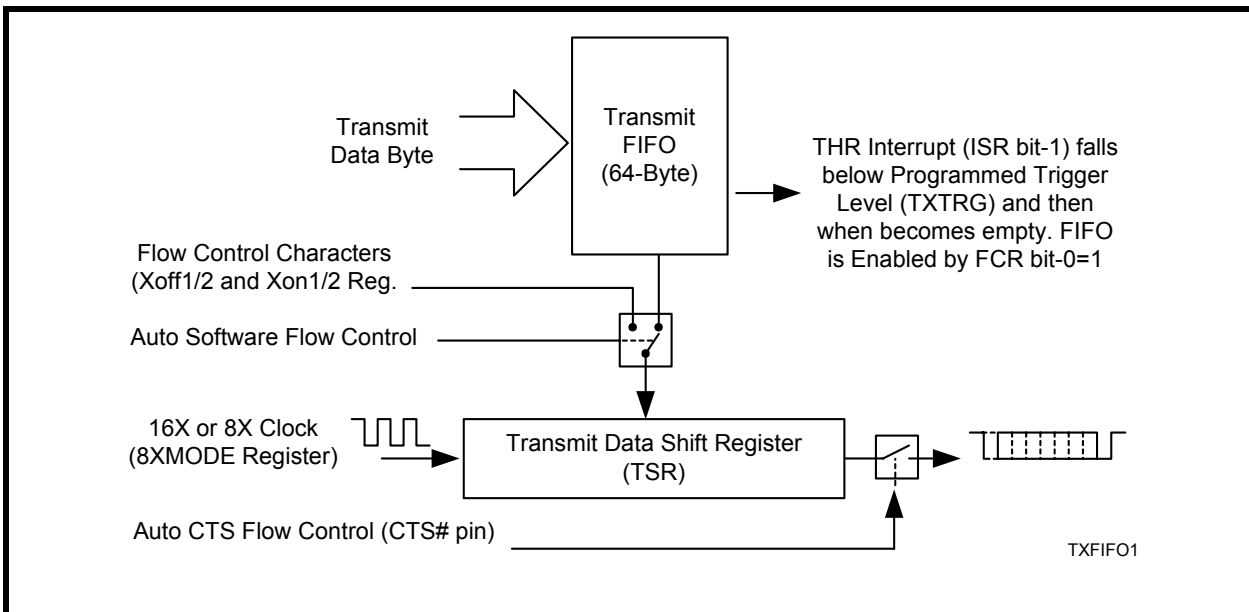 Transmit
Data Byte
Transmit
FIFO
(64-Byte)
THR Interrupt (ISR bit-1) falls
below Programmed Trigger
Level (TXTRG) and then
when becomes empty. FIFO
is Enabled by FCR bit-0=1
Flow Control Characters
(Xoff1/2 and Xon1/2 Reg.
Auto Software Flow Control
16X or 8X Clock
(8XMODE Register)
Transmit Data Shift Register
(TSR)
Auto CTS Flow Control (CTS# pin)
TXFIFO1